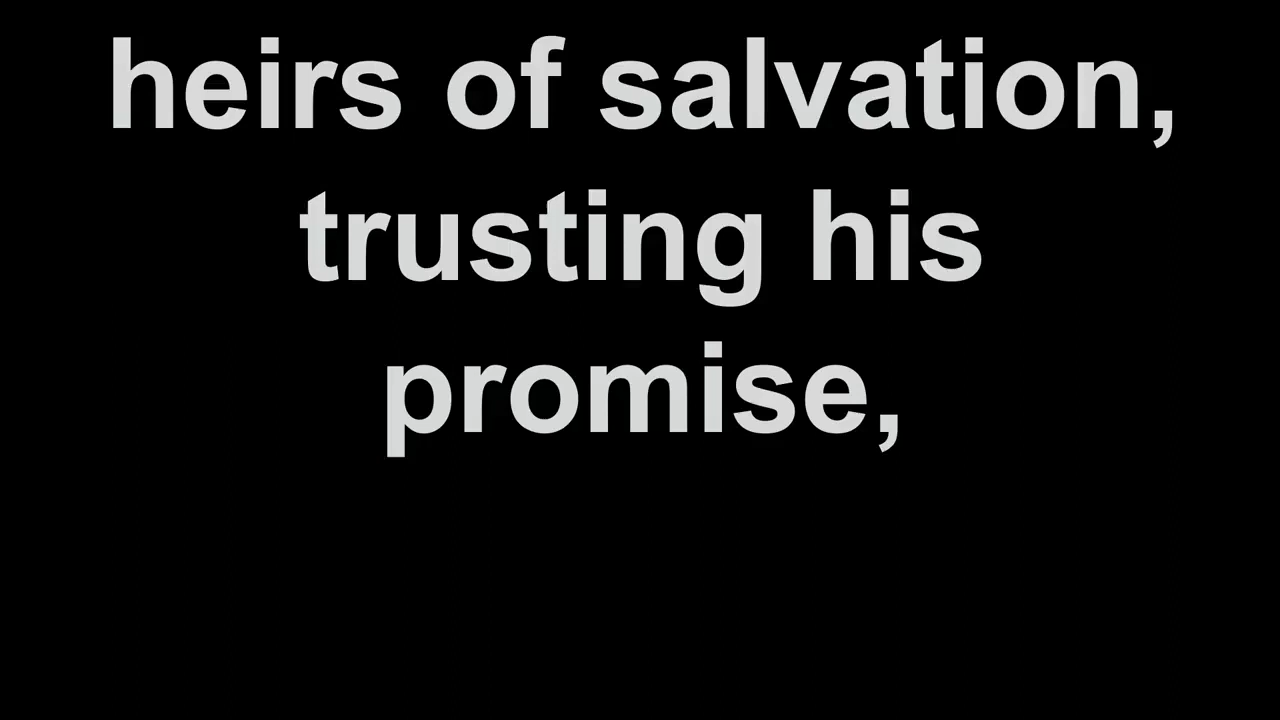 heirs of salvation,
trusting his
promise,